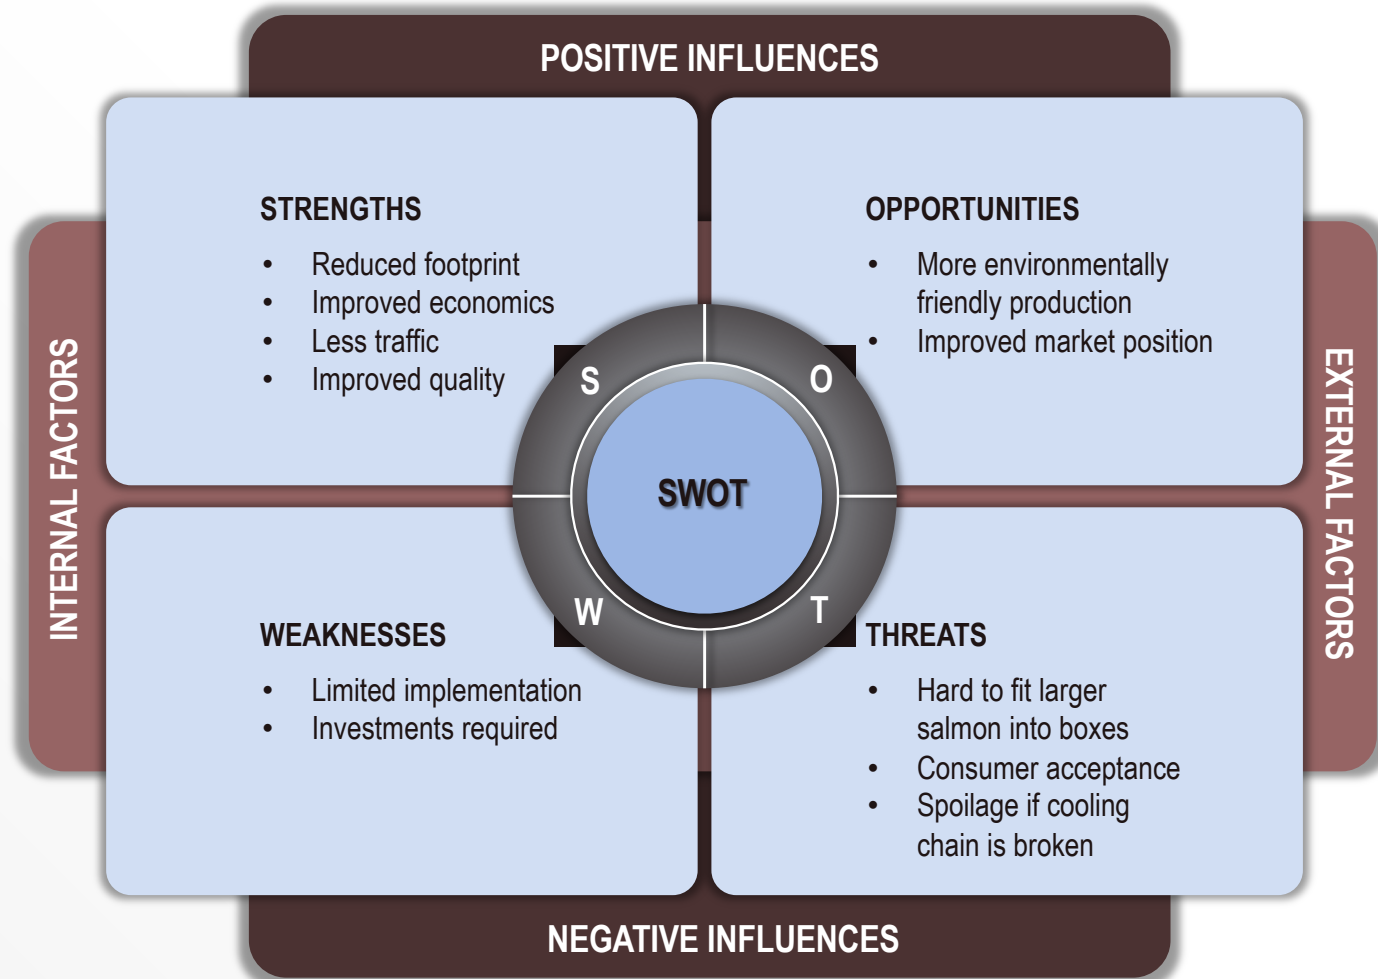 POSITIVE INFLUENCES
INTERNAL FACTORS
STRENGTHS
• Reduced footprint
• Improved economics
• Less traffic
• Improved quality
OPPORTUNITIES
• More environmentally
friendly production
• Improved market position
EXTERNAL FACTORS
S
O
SWOT
W
T
WEAKNESSES
• Limited implementation
• Investments required
THREATS
• Hard to fit larger
salmon into boxes
• Consumer acceptance
• Spoilage if cooling
chain is broken
NEGATIVE INFLUENCES